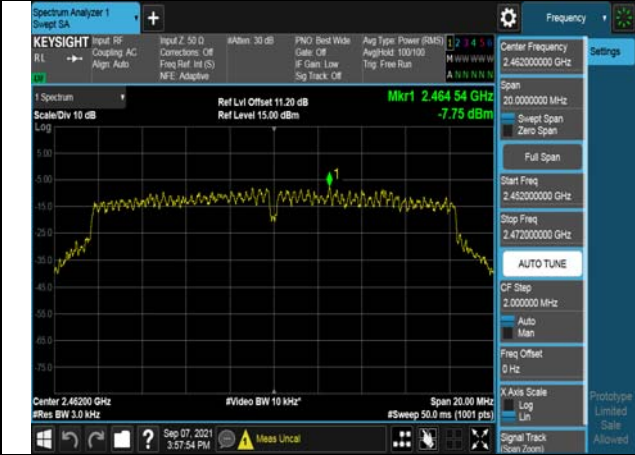 Spectrum Analyzer 1
Swept SA
+
Frequency
KEYSIGHT
RL
Input: RF
Coupling: AC
Align: Auto
Input Z: 50 Ω
Corrections: Off
Freq Ref: Int (S)
NFE: Adaptive
#Atten: 30 dB
PNO: Best Wide
Gate: Off
IF Gain: Low
Sig Track: Off
Avg Type: Power (RMS)
Avg|Hold: 100/100
Trig: Free Run
1 2 3 4 5 6
M W W W W W
A N N N N N
1 Spectrum
Scale/Div 10 dB
Log
Ref Lvl Offset 11.20 dB
Ref Level 15.00 dBm
Mkr1 2.464 54 GHz
-7.75 dBm
5.00
-5.00
-15.0
-25.0
-35.0
-45.0
-55.0
-65.0
-75.0
1
Center 2.46200 GHz
#Res BW 3.0 kHz
#Video BW 10 kHz*
Span 20.00 MHz
#Sweep 50.0 ms (1001 pts)
Center Frequency
2.462000000 GHz
Settings
Span
20.0000000 MHz
Swept Span
Zero Span
Full Span
Start Freq
2.452000000 GHz
Stop Freq
2.472000000 GHz
AUTO TUNE
CF Step
2.000000 MHz
Auto
Man
Freq Offset
0 Hz
X Axis Scale
Log
Lin
Signal Track
(Span Zoom)
Prototype
Limited
Sale
Allowed
?
Sep 07, 2021
3:57:54 PM
Meas Uncal